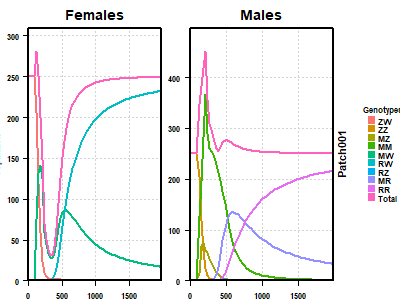 Females
Males
300
250
200
150
100
50
0
0
500
1000
1500
400
300
200
100
0
0
500
1000
1500
Patch001
Genotype
ZW
ZZ
MZ
MM
MW
RW
RZ
MR
RR
Total